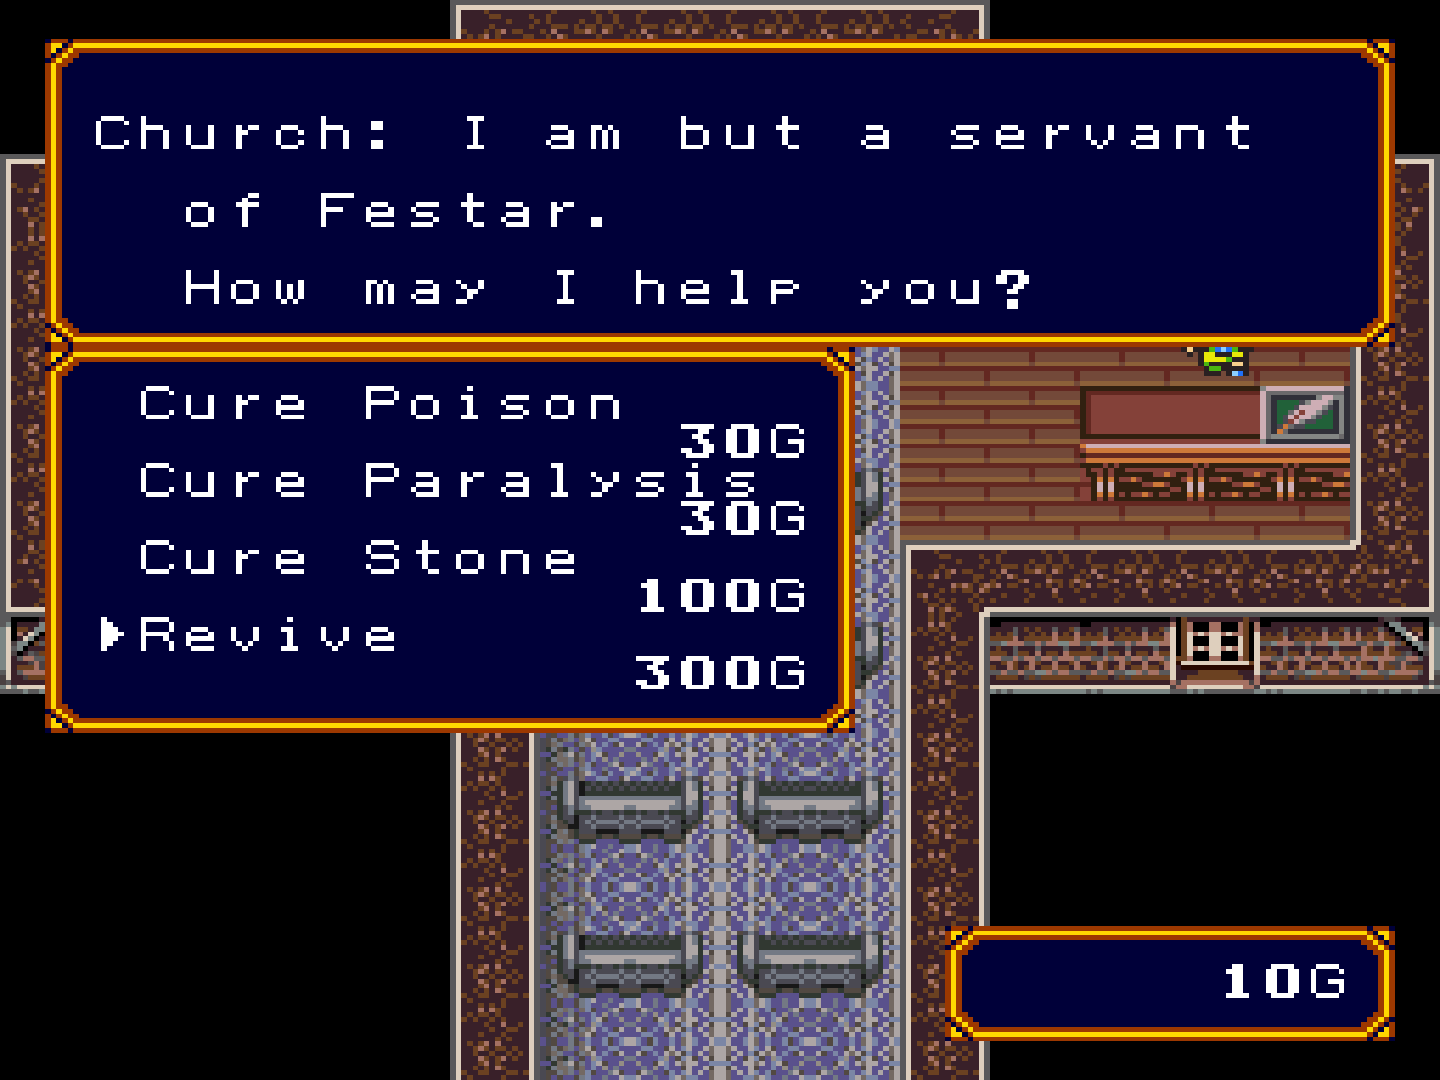 Church: I am but a servant
of Festar.
How may I help you?
Cure Poison
30G
Cure Paralysis
30G
Cure Stone
100G
Revive
300G
10G